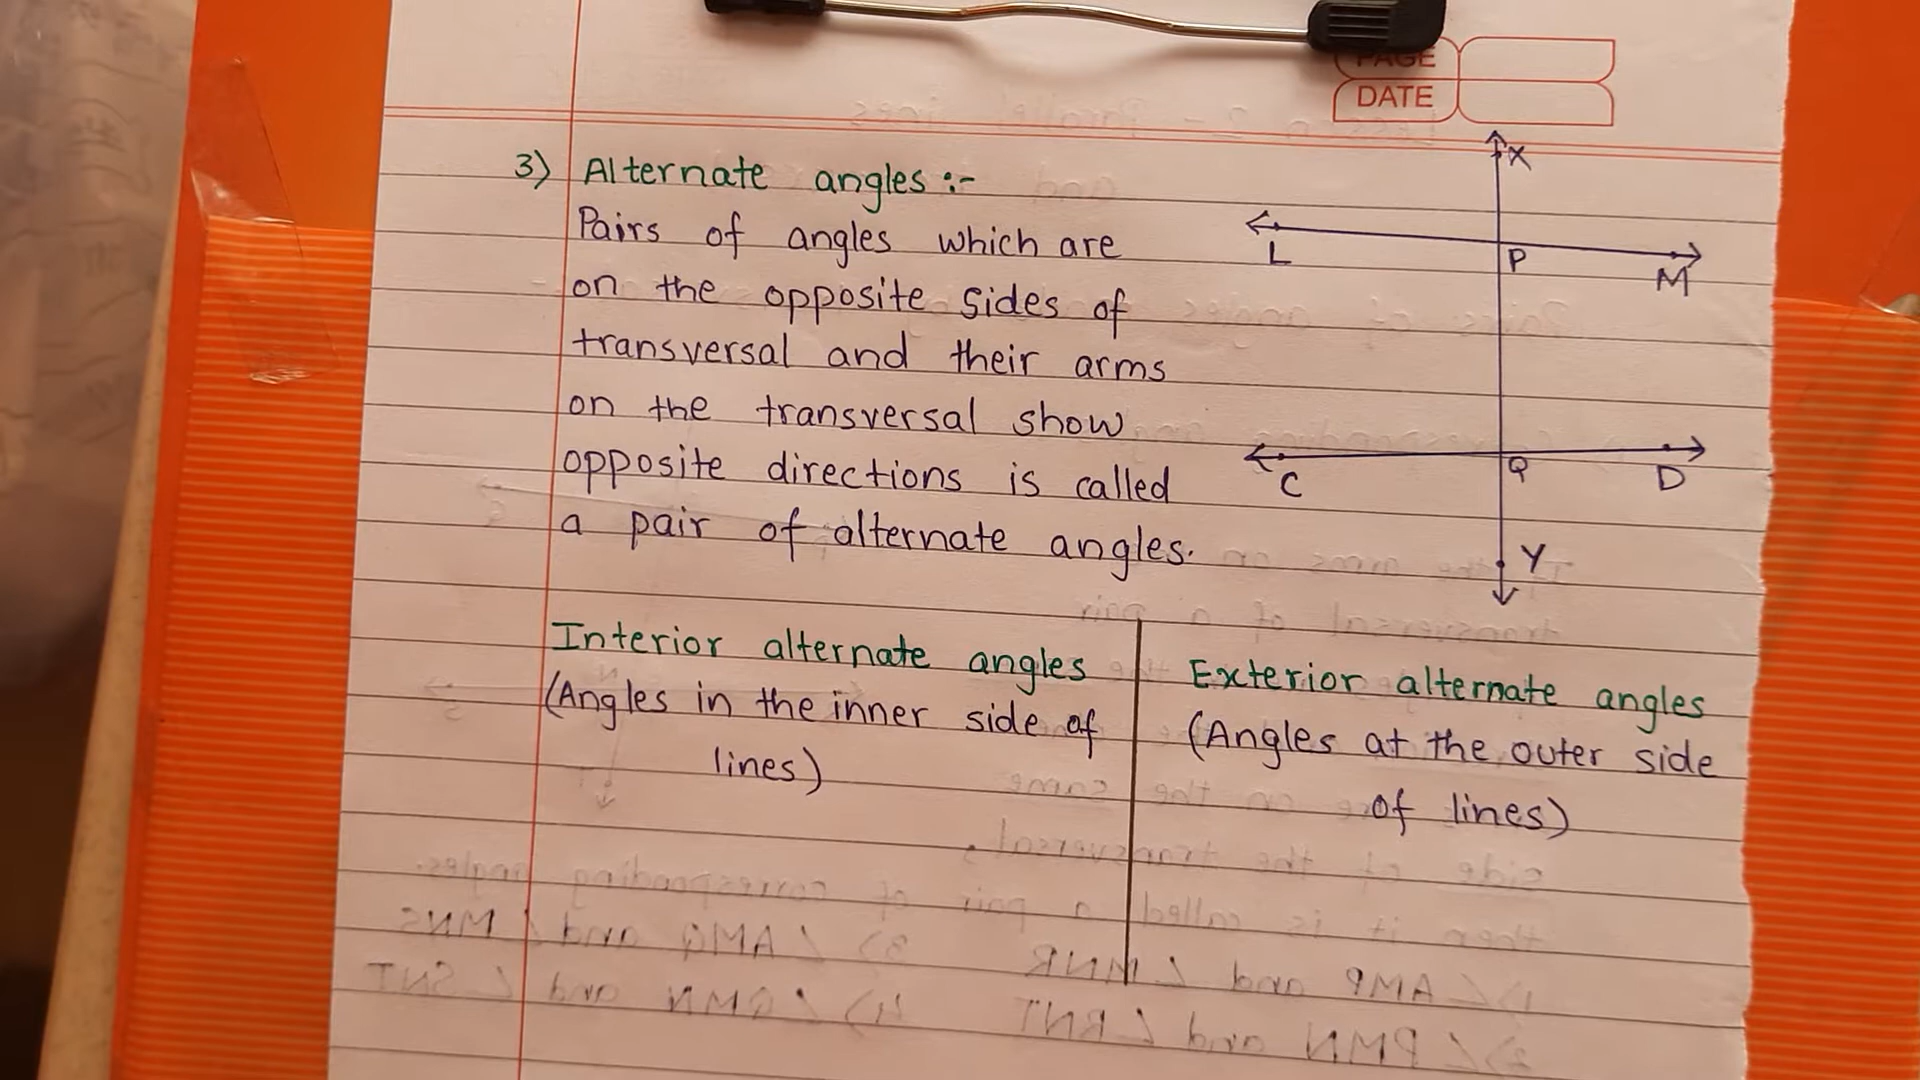 PAGE
DATE
3) Alternate angles :-
Pairs of angles which are
on the opposite sides of
transversal and their arms
on the transversal show
opposite directions is called
a pair of alternate angles.
X
L
P
M
C
Q
D
Y
Interior alternate angles
(Angles in the inner side of
lines)
Exterior alternate angles
(Angles at the outer side
of lines)